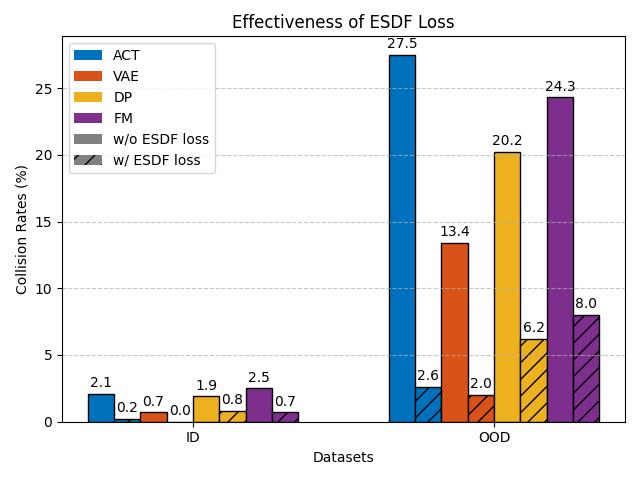 Effectiveness of ESDF Loss
ACT
VAE
DP
FM
w/o ESDF loss
w/ ESDF loss
Collision Rates (%)
25
20
15
10
5
0
2.1
0.2
0.7
0.0
1.9
0.8
2.5
0.7
27.5
2.6
13.4
2.0
20.2
6.2
24.3
8.0
ID
OOD
Datasets